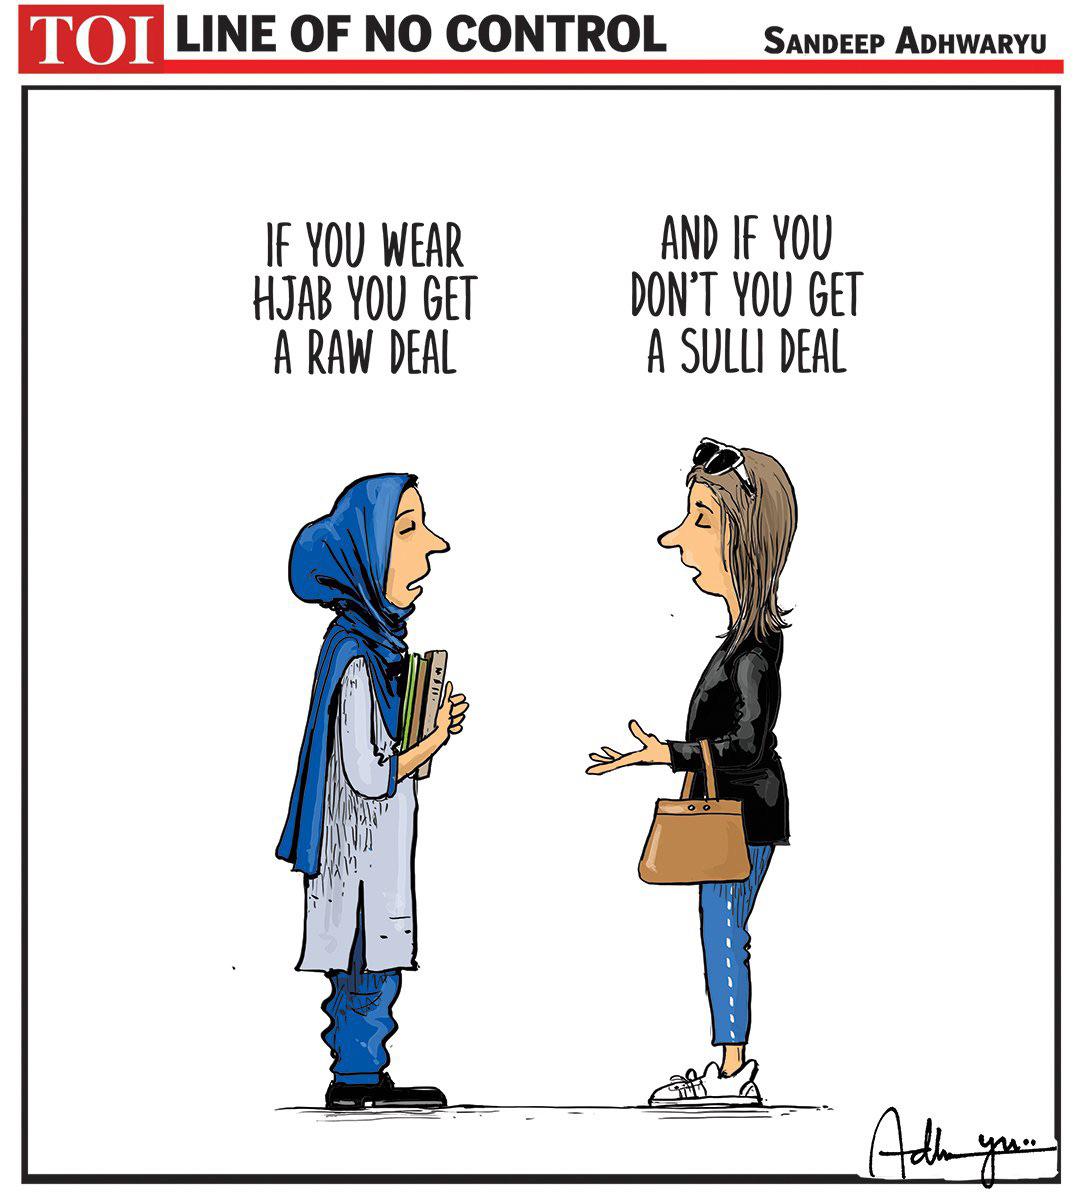 TOI LINE OF NO CONTROL SANDEEP ADHWARYU
IF YOU WEAR
HJAB YOU GET
A RAW DEAL
AND IF YOU
DON'T YOU GET
A SULLI DEAL
Adhwaryu